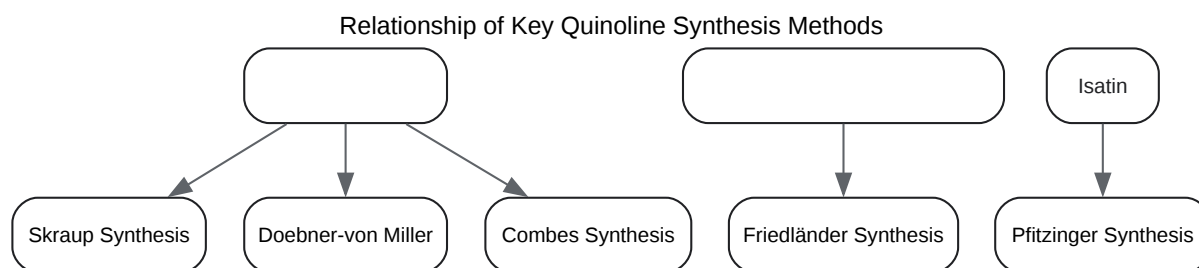 Relationship of Key Quinoline Synthesis Methods
Isatin
Skraup Synthesis
Doebner-von Miller
Combes Synthesis
Friedländer Synthesis
Pfitzinger Synthesis